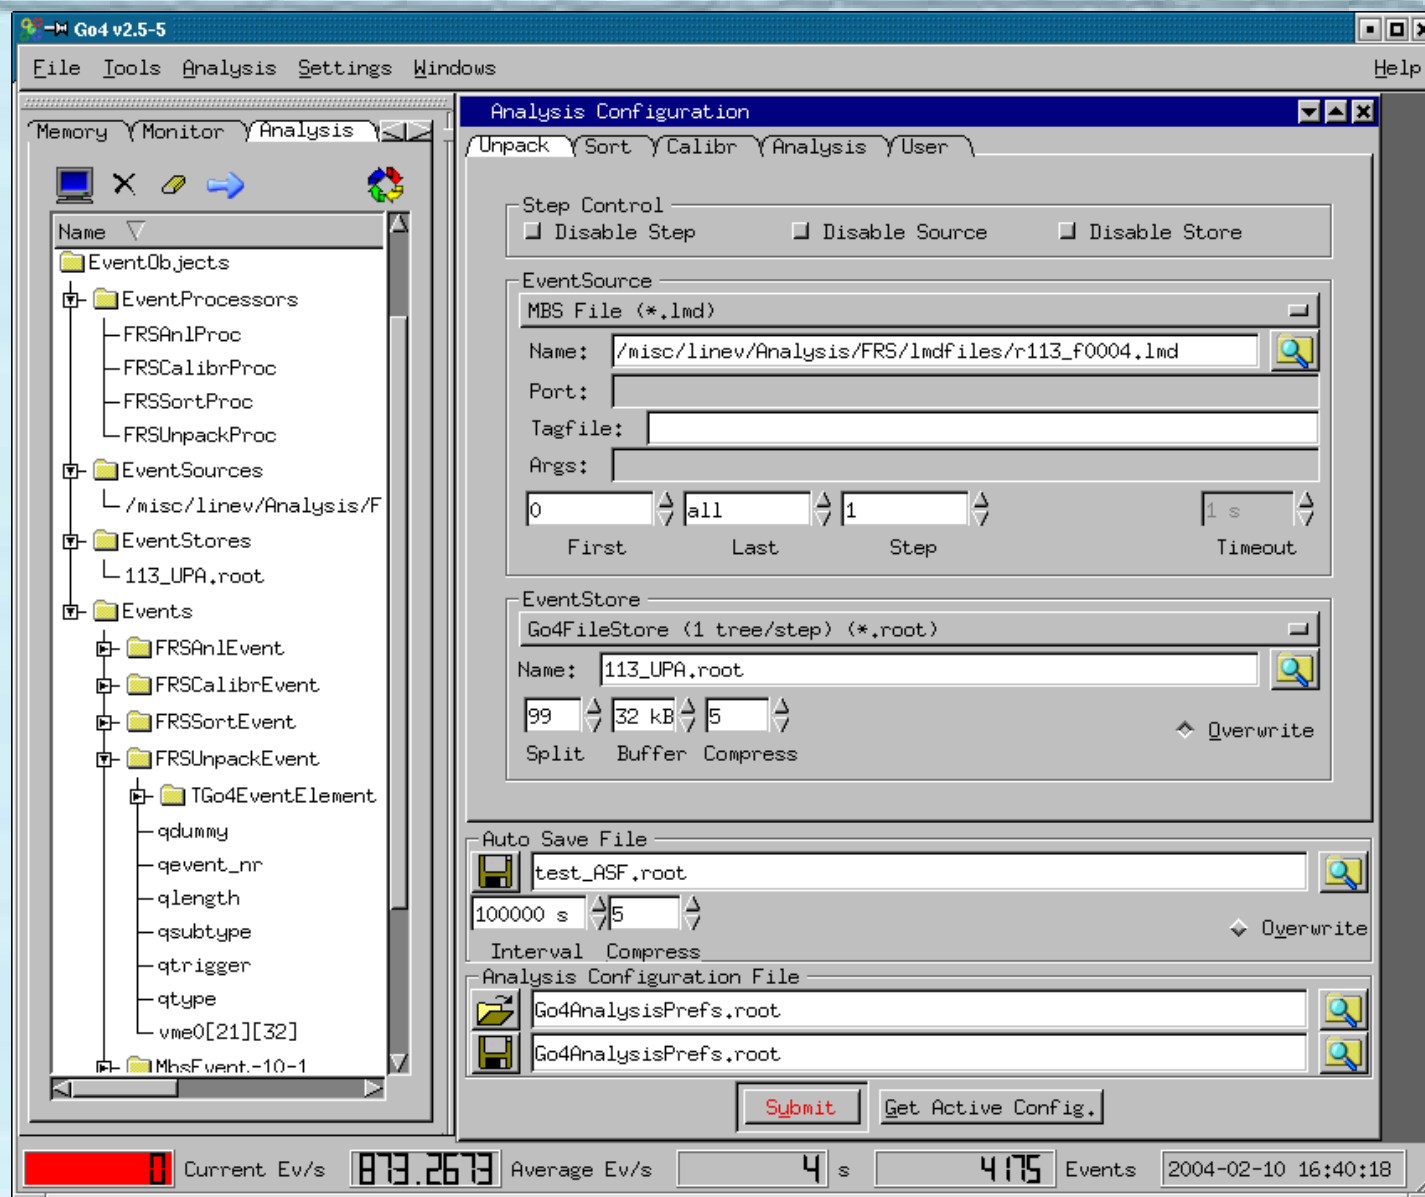 Go4 v2.5-5
File Tools Analysis Settings Windows Help
Memory Monitor Analysis
Name
EventObjects
EventProcessors
FRSAnlProc
FRSCalibrProc
FRSSortProc
FRSUnpackProc
EventSources
/misc/linev/Analysis/F
EventStores
113_UPA.root
Events
FRSAnlEvent
FRSCalibrEvent
FRSSortEvent
FRSUnpackEvent
TGo4EventElement
qdummy
qevent_nr
qlength
qsubtype
qtrigger
qtype
vme0[21][32]
MbsEvent.-10-1
Analysis Configuration
Unpack Sort Calibr Analysis User
Step Control
Disable Step Disable Source Disable Store
EventSource
MBS File (*.lmd)
Name: /misc/linev/Analysis/FRS/lmdfiles/r113_f0004.lmd
Port:
Tagfile:
Args:
0 all 1 1 s
First Last Step Timeout
EventStore
Go4FileStore (1 tree/step) (*.root)
Name: 113_UPA.root
99 32 kB 5
Split Buffer Compress Overwrite
Auto Save File
test_ASF.root
100000 s 5
Interval Compress Overwrite
Analysis Configuration File
Go4AnalysisPrefs.root
Go4AnalysisPrefs.root
Submit Get Active Config.
0 Current Ev/s 873.2673 Average Ev/s 4 s 4175 Events 2004-02-10 16:40:18